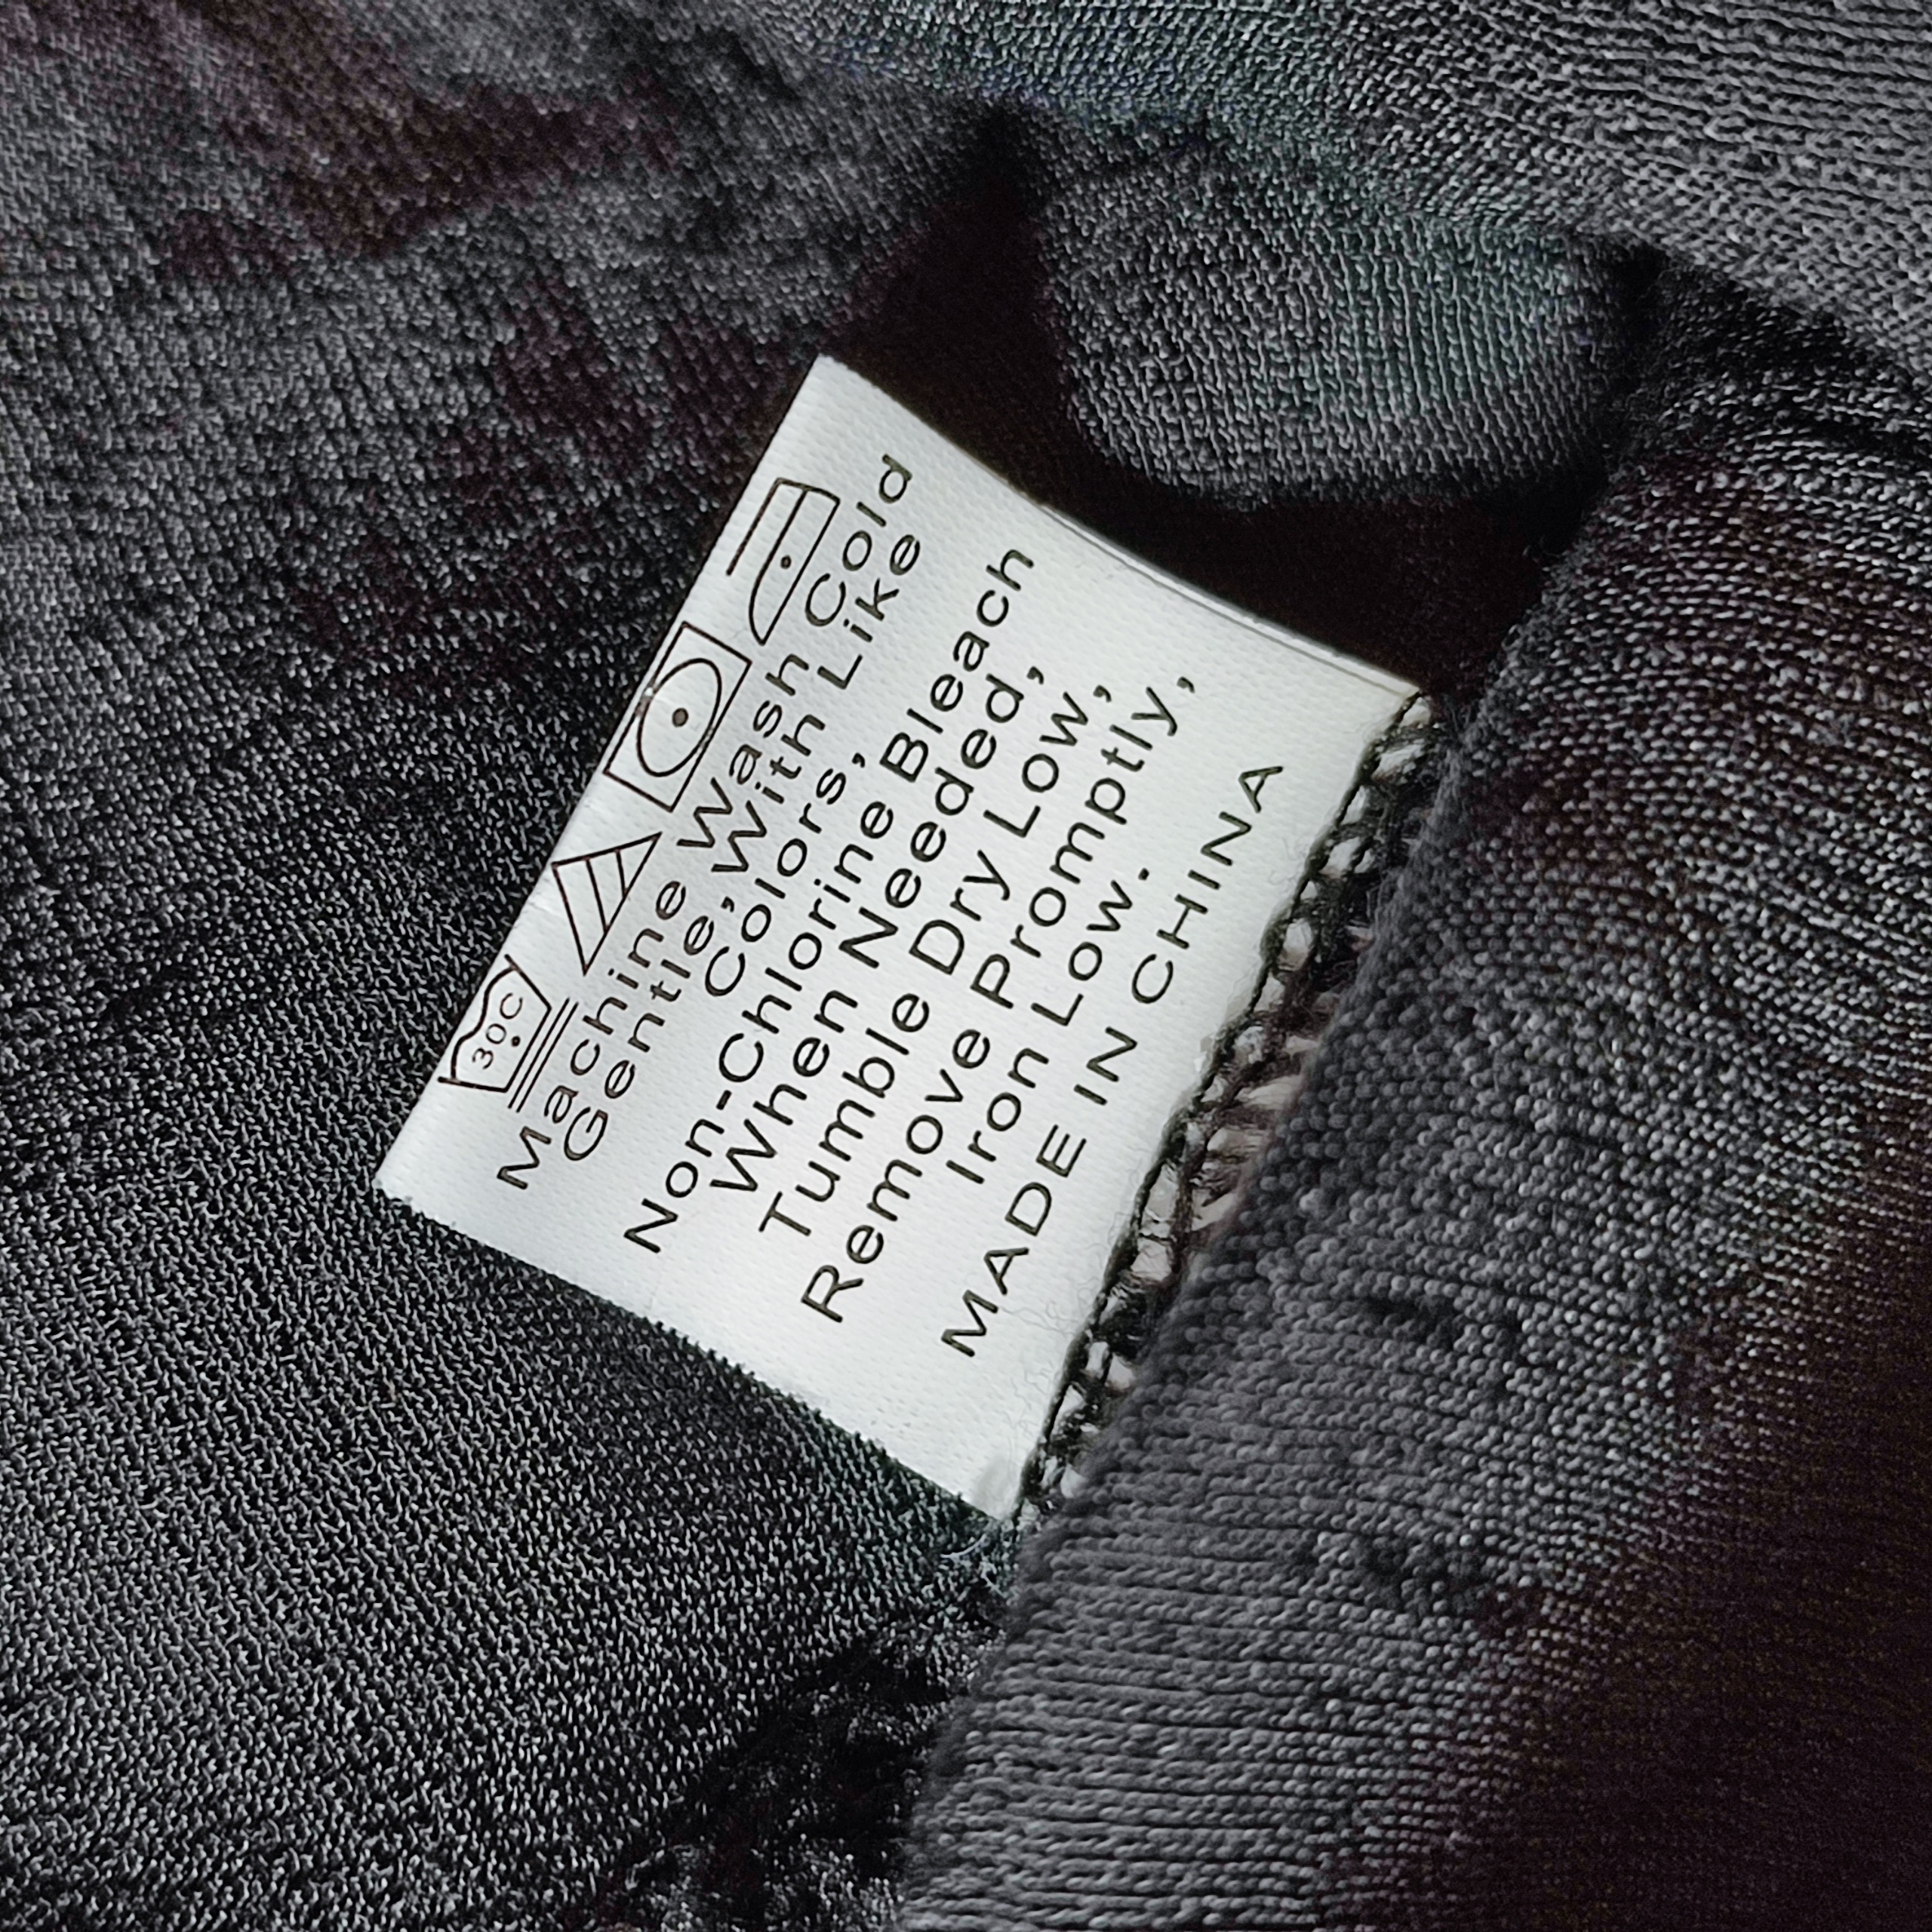 30C
Machine Wash Cold
Gentle, With Like
Colors,
Non-Chlorine Bleach
When Needed,
Tumble Dry Low,
Remove Promptly,
Iron Low.
MADE IN CHINA